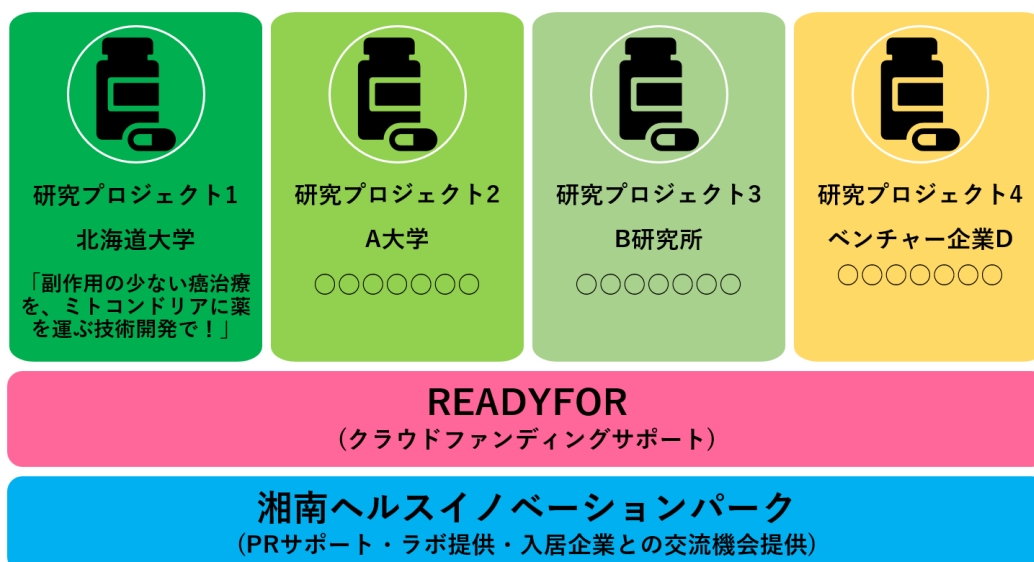 研究プロジェクト1
北海道大学
「副作用の少ない癌治療
を、ミトコンドリアに薬
を運ぶ技術開発で！」
研究プロジェクト2
A大学
○○○○○○○
研究プロジェクト3
B研究所
○○○○○○○
研究プロジェクト4
ベンチャー企業D
○○○○○○○
READYFOR
(クラウドファンディングサポート)
湘南ヘルスイノベーションパーク
(PRサポート・ラボ提供・入居企業との交流機会提供)